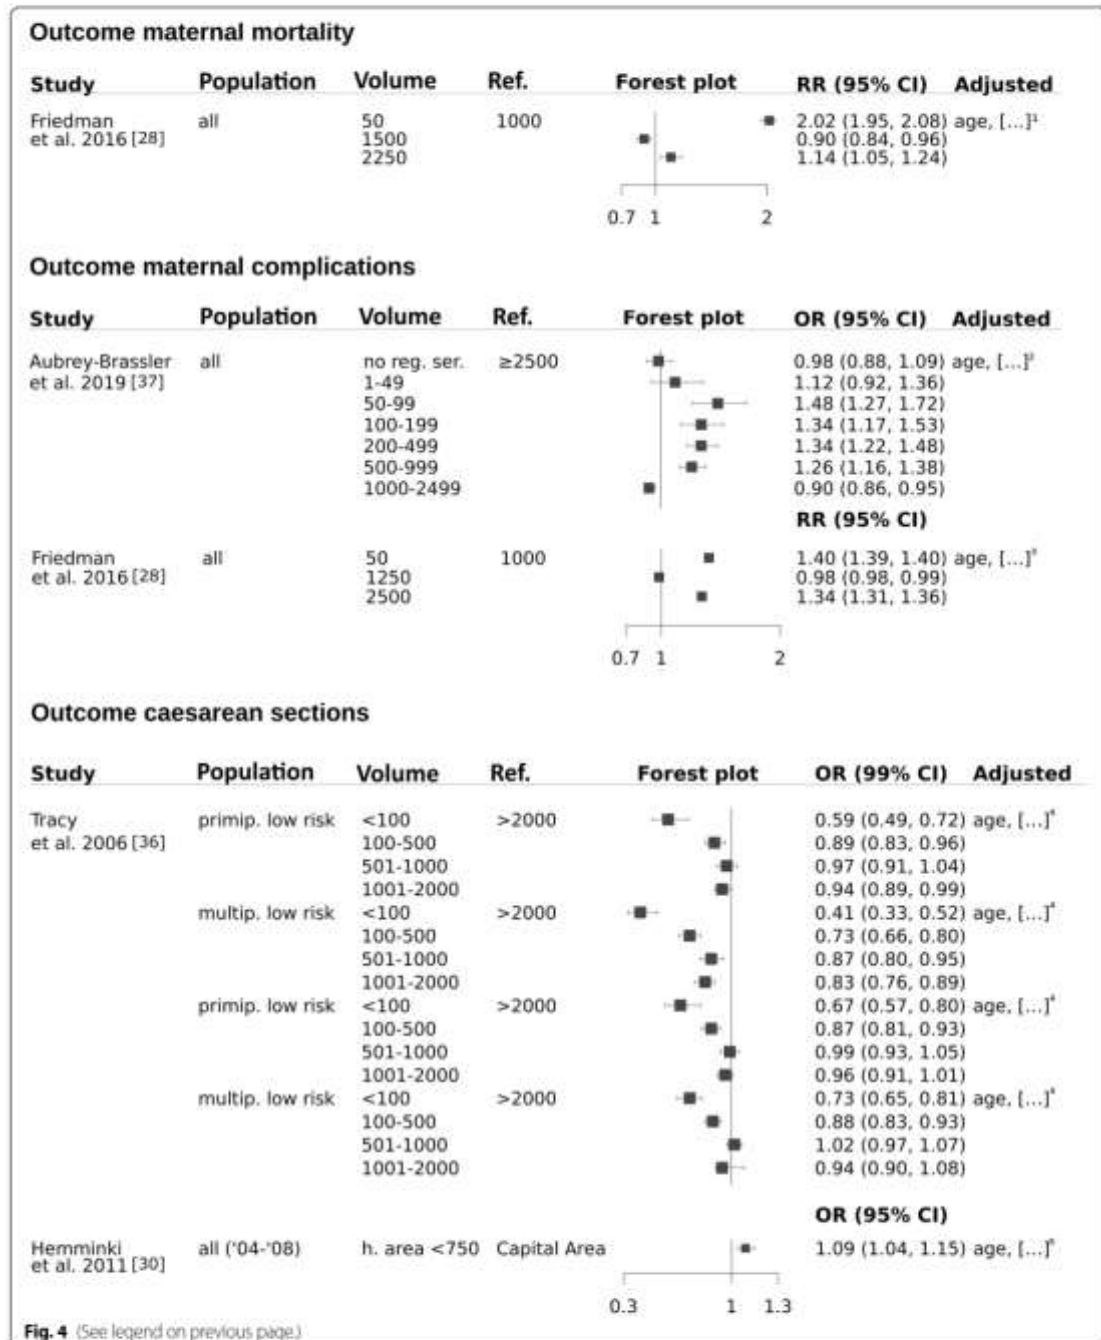 Outcome maternal mortality
Study Population Volume Ref. Forest plot RR (95% CI) Adjusted
Friedman all 50 1000 2.02 (1.95, 2.08) age, [...]¹
et al. 2016 [28] 1500 0.90 (0.84, 0.96)
2250 1.14 (1.05, 1.24)
0.7 1 2
Outcome maternal complications
Study Population Volume Ref. Forest plot OR (95% CI) Adjusted
Aubrey-Brassler all no reg. ser. ≥2500 0.98 (0.88, 1.09) age, [...]²
et al. 2019 [37] 1-49 1.12 (0.92, 1.36)
50-99 1.48 (1.27, 1.72)
100-199 1.34 (1.17, 1.53)
200-499 1.34 (1.22, 1.48)
500-999 1.26 (1.16, 1.38)
1000-2499 0.90 (0.86, 0.95)
RR (95% CI)
Friedman all 50 1000 1.40 (1.39, 1.40) age, [...]
et al. 2016 [28] 1250 0.98 (0.98, 0.99)
2500 1.34 (1.31, 1.36)
0.7 1 2
Outcome caesarean sections
Study Population Volume Ref. Forest plot OR (99% CI) Adjusted
Tracy primip. low risk <100 >2000 0.59 (0.49, 0.72) age, [...]
et al. 2006 [36] 100-500 0.89 (0.83, 0.96)
501-1000 0.97 (0.91, 1.04)
1001-2000 0.94 (0.89, 0.99)
multip. low risk <100 >2000 0.41 (0.33, 0.52) age, [...]
100-500 0.73 (0.66, 0.80)
501-1000 0.87 (0.80, 0.95)
1001-2000 0.83 (0.76, 0.89)
primip. low risk <100 >2000 0.67 (0.57, 0.80) age, [...]
100-500 0.87 (0.81, 0.93)
501-1000 0.99 (0.93, 1.05)
1001-2000 0.96 (0.91, 1.01)
multip. low risk <100 >2000 0.73 (0.65, 0.81) age, [...]
100-500 0.88 (0.83, 0.93)
501-1000 1.02 (0.97, 1.07)
1001-2000 0.94 (0.90, 1.08)
OR (95% CI)
Hemminki all ('04-'08) h. area <750 Capital Area 1.09 (1.04, 1.15) age, [...]
et al. 2011 [30]
0.3 1 1.3
Fig. 4 (See legend on previous page.)